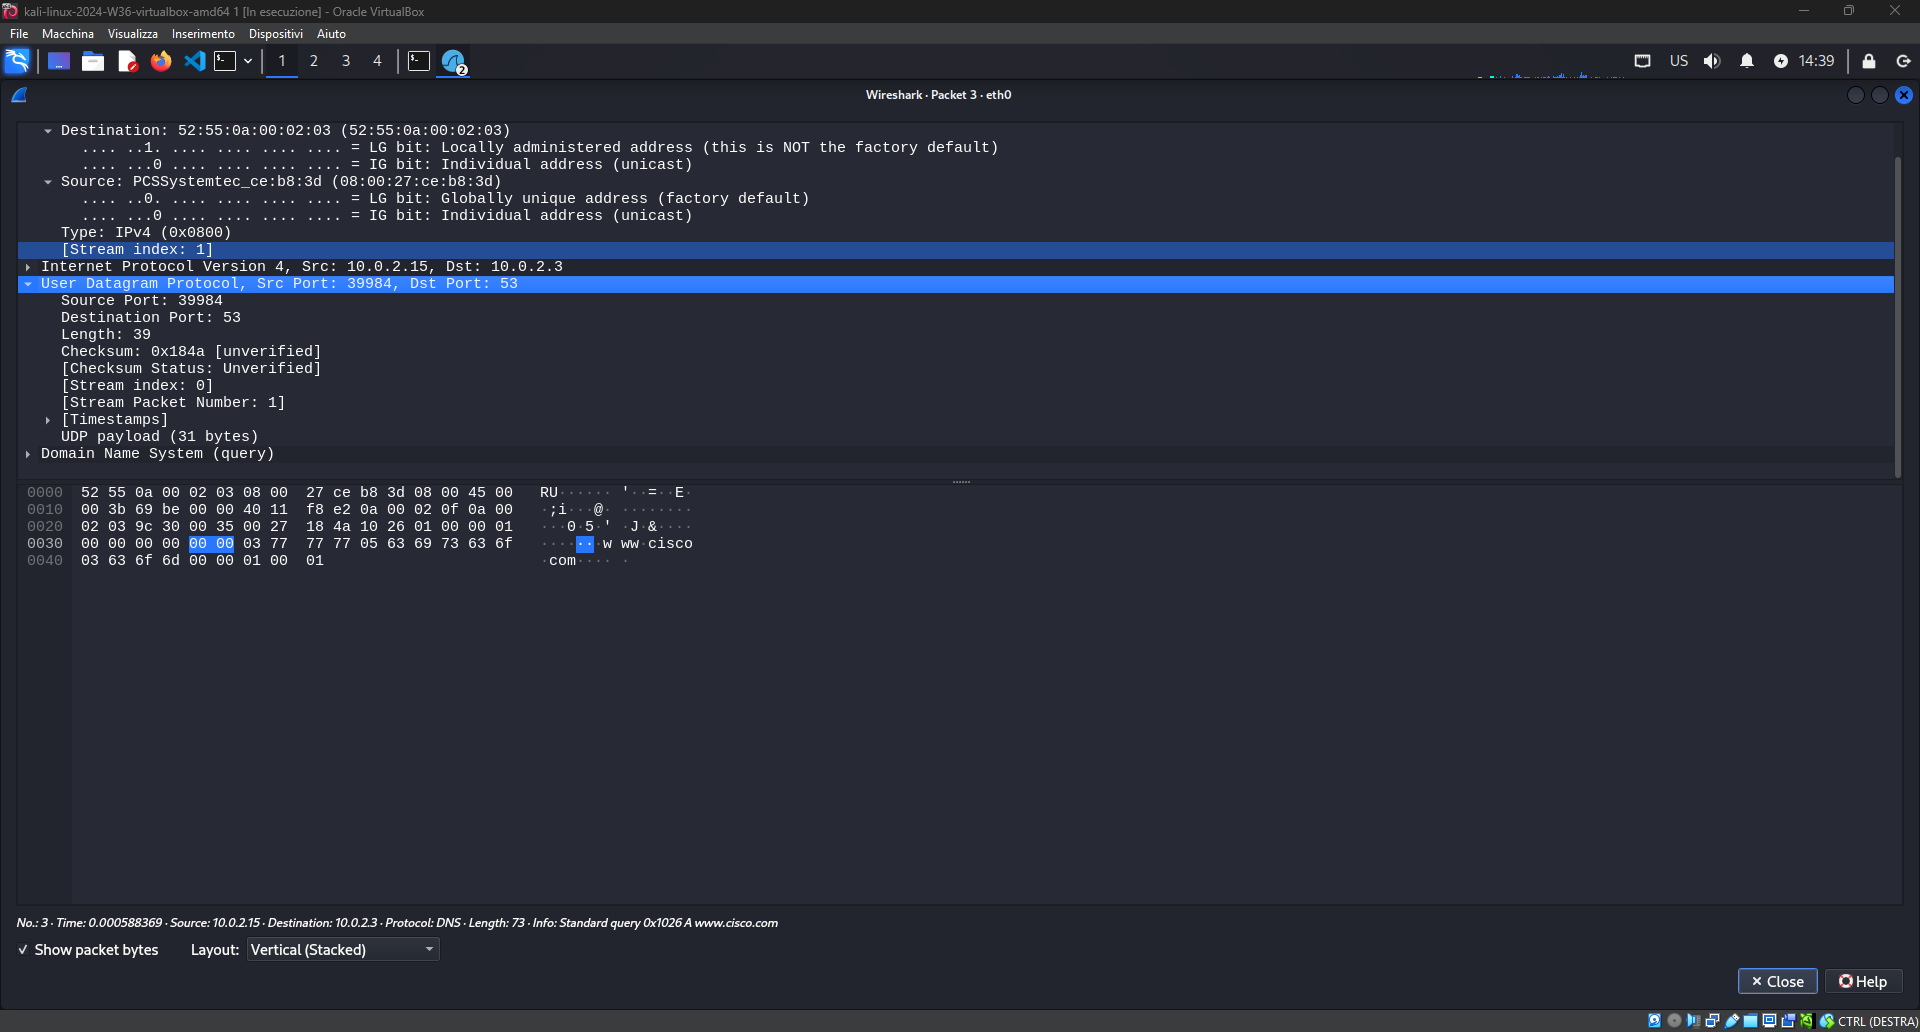 kali-linux-2024-W36-virtualbox-amd64 1 [In esecuzione] - Oracle VirtualBox
File Macchina Visualizza Inserimento Dispositivi Aiuto
1 2 3 4 2 US 14:39
Wireshark · Packet 3 · eth0
Destination: 52:55:0a:00:02:03 (52:55:0a:00:02:03)
.... ..1. .... .... .... .... = LG bit: Locally administered address (this is NOT the factory default)
.... ...0 .... .... .... .... = IG bit: Individual address (unicast)
Source: PCSSystemtec_ce:b8:3d (08:00:27:ce:b8:3d)
.... ..0. .... .... .... .... = LG bit: Globally unique address (factory default)
.... ...0 .... .... .... .... = IG bit: Individual address (unicast)
Type: IPv4 (0x0800)
[Stream index: 1]
Internet Protocol Version 4, Src: 10.0.2.15, Dst: 10.0.2.3
User Datagram Protocol, Src Port: 39984, Dst Port: 53
Source Port: 39984
Destination Port: 53
Length: 39
Checksum: 0x184a [unverified]
[Checksum Status: Unverified]
[Stream index: 0]
[Stream Packet Number: 1]
[Timestamps]
UDP payload (31 bytes)
Domain Name System (query)
0000 52 55 0a 00 02 03 08 00 27 ce b8 3d 08 00 45 00 RU······ '··=··E·
0010 00 3b 69 be 00 00 40 11 f8 e2 0a 00 02 0f 0a 00 ·;i···@· ········
0020 02 03 9c 30 00 35 00 27 18 4a 10 26 01 00 00 01 ···0·5·' ·J·&····
0030 00 00 00 00 00 00 03 77 77 77 05 63 69 73 63 6f ·······w ww·cisco
0040 03 63 6f 6d 00 00 01 00 01 ·com···· ·
No.: 3 · Time: 0.000588369 · Source: 10.0.2.15 · Destination: 10.0.2.3 · Protocol: DNS · Length: 73 · Info: Standard query 0x1026 A www.cisco.com
Show packet bytes Layout: Vertical (Stacked)
Close Help
CTRL (DESTRA)